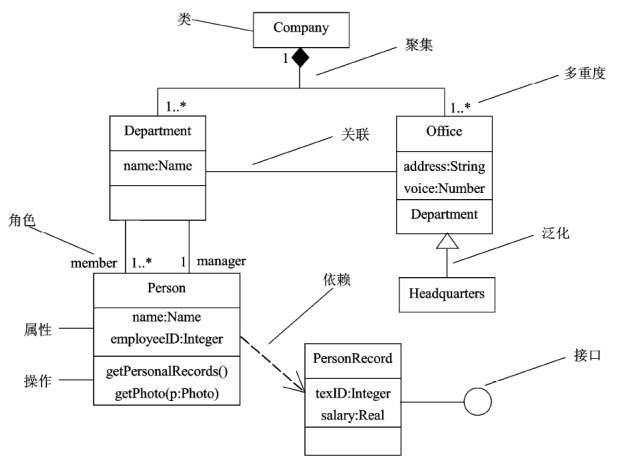 类
Company
1
聚集
多重度
1..*
1..*
Department
Office
关联
name:Name
address:String
voice:Number
Department
角色
泛化
member
1..*
1
manager
依赖
Person
Headquarters
属性
name:Name
employeeID:Integer
PersonRecord
接口
操作
getPersonalRecords()
getPhoto(p:Photo)
texID:Integer
salary:Real